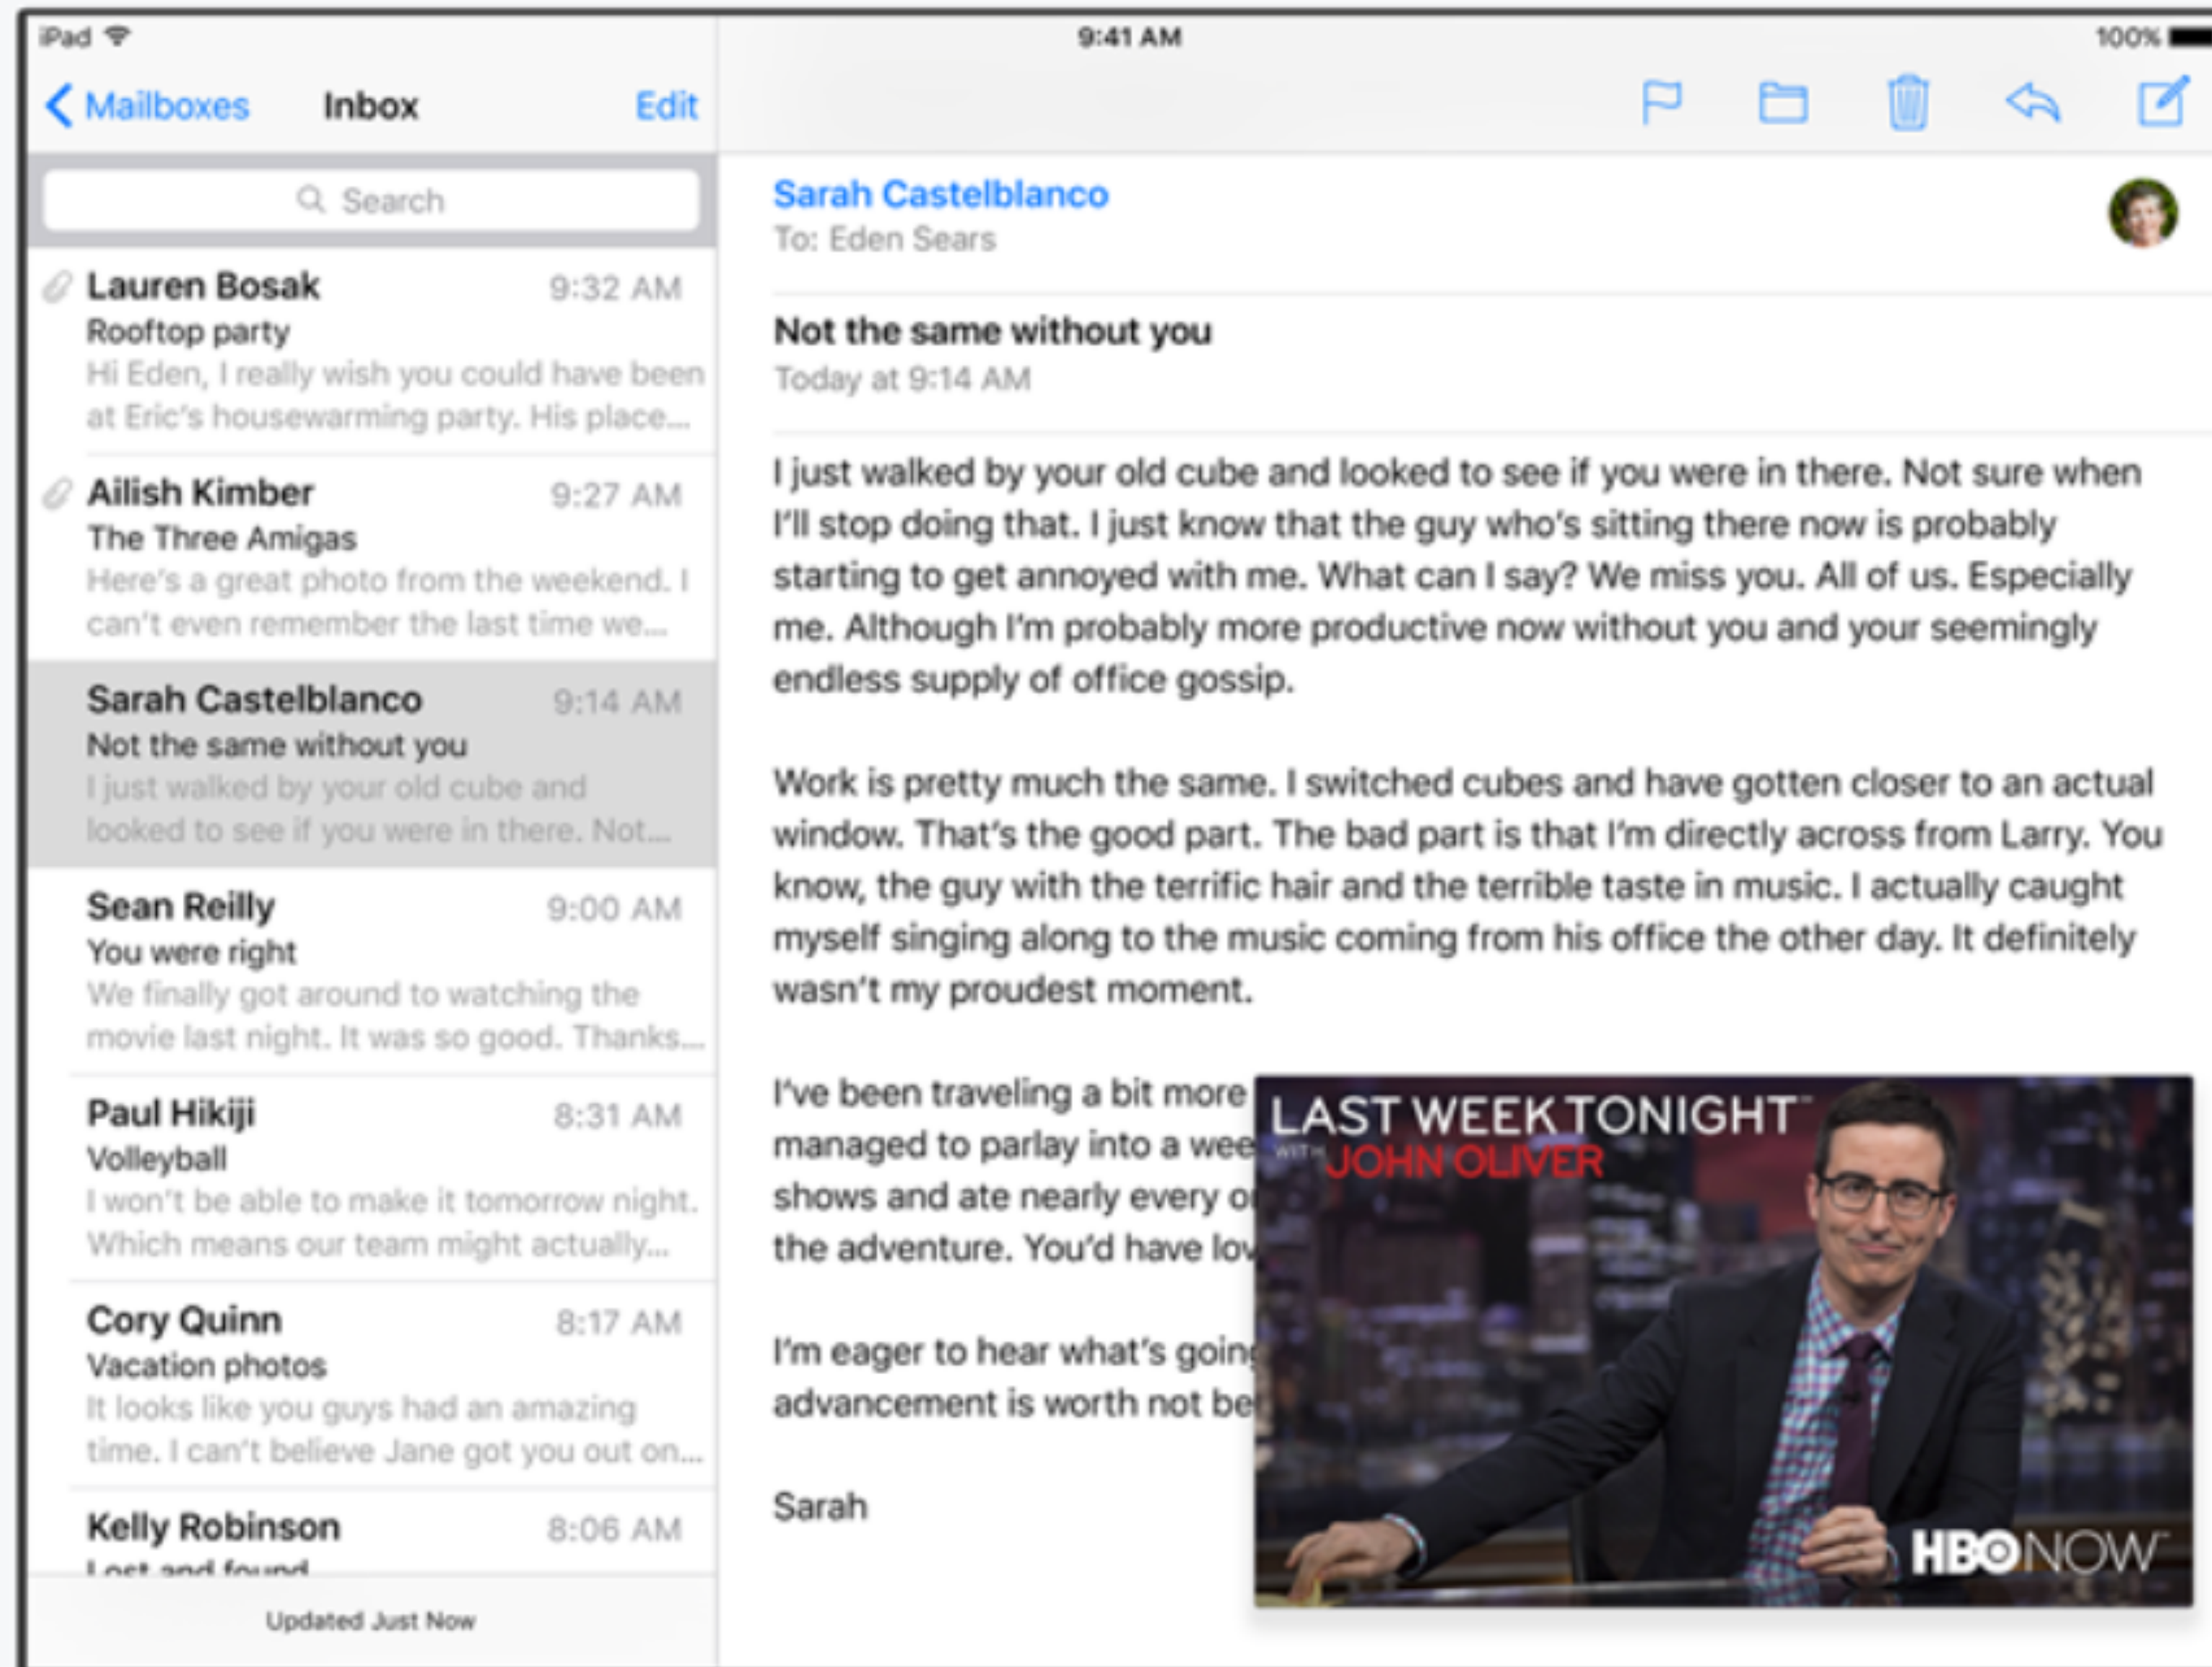 iPad
9:41 AM
100%
Mailboxes
Inbox
Edit
Search
Lauren Bosak 9:32 AM
Rooftop party
Hi Eden, I really wish you could have been
at Eric’s housewarming party. His place...
Ailish Kimber 9:27 AM
The Three Amigas
Here’s a great photo from the weekend. I
can’t even remember the last time we...
Sarah Castelblanco 9:14 AM
Not the same without you
I just walked by your old cube and
looked to see if you were in there. Not...
Sean Reilly 9:00 AM
You were right
We finally got around to watching the
movie last night. It was so good. Thanks...
Paul Hikiji 8:31 AM
Volleyball
I won’t be able to make it tomorrow night.
Which means our team might actually...
Cory Quinn 8:17 AM
Vacation photos
It looks like you guys had an amazing
time. I can’t believe Jane got you out on...
Kelly Robinson 8:06 AM
Lost and found
Updated Just Now
Sarah Castelblanco
To: Eden Sears
Not the same without you
Today at 9:14 AM
I just walked by your old cube and looked to see if you were in there. Not sure when
I’ll stop doing that. I just know that the guy who’s sitting there now is probably
starting to get annoyed with me. What can I say? We miss you. All of us. Especially
me. Although I’m probably more productive now without you and your seemingly
endless supply of office gossip.
Work is pretty much the same. I switched cubes and have gotten closer to an actual
window. That’s the good part. The bad part is that I’m directly across from Larry. You
know, the guy with the terrific hair and the terrible taste in music. I actually caught
myself singing along to the music coming from his office the other day. It definitely
wasn’t my proudest moment.
I’ve been traveling a bit more
managed to parlay into a wee
shows and ate nearly every
the adventure. You’d have lov
I’m eager to hear what’s going
advancement is worth not be
Sarah
LAST WEEK TONIGHT™
WITH JOHN OLIVER
HBO NOW™